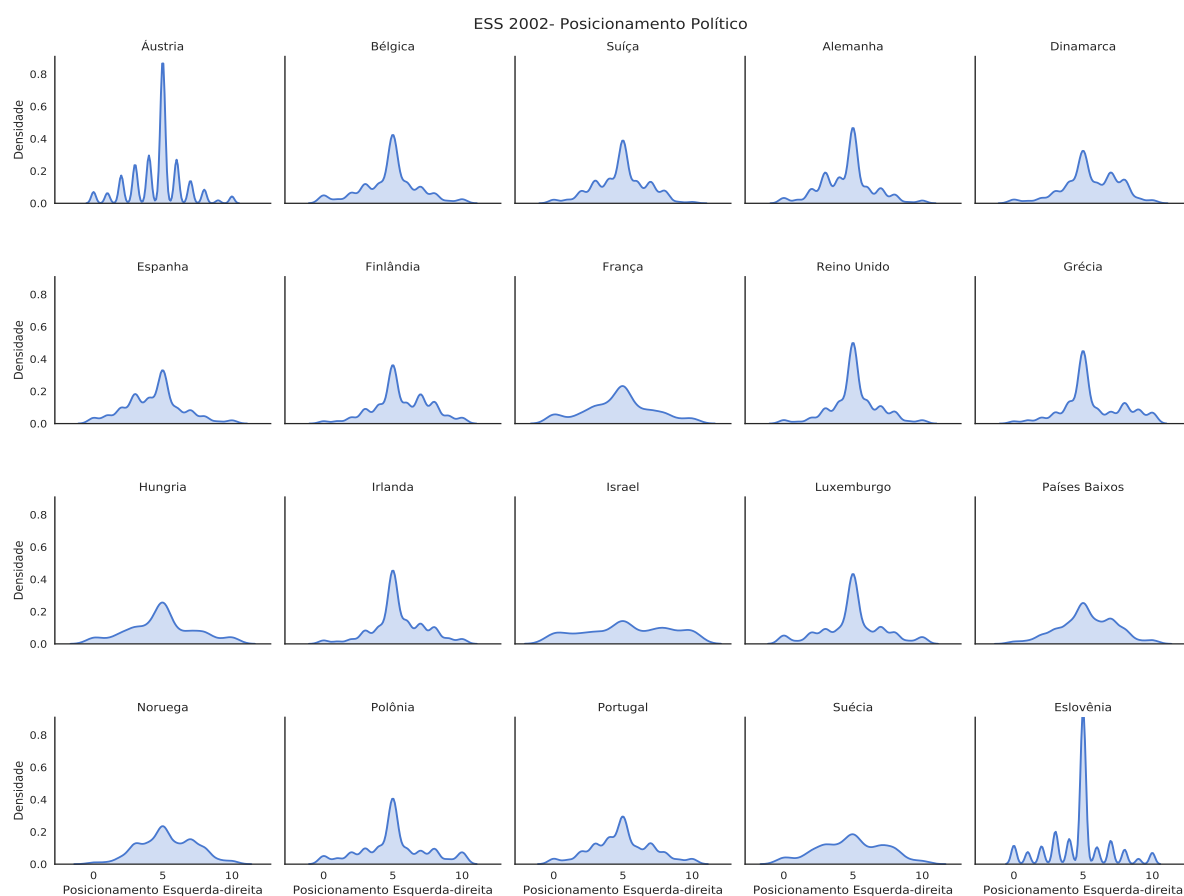 ESS 2002- Posicionamento Político
Áustria
Bélgica
Suíça
Alemanha
Dinamarca
0.8
0.6
0.4
0.2
0.0
Densidade
Espanha
Finlândia
França
Reino Unido
Grécia
0.8
0.6
0.4
0.2
0.0
Densidade
Hungria
Irlanda
Israel
Luxemburgo
Países Baixos
0.8
0.6
0.4
0.2
0.0
Densidade
Noruega
Polônia
Portugal
Suécia
Eslovênia
0.8
0.6
0.4
0.2
0.0
Densidade
0 5 10
0 5 10
0 5 10
0 5 10
0 5 10
Posicionamento Esquerda-direita
Posicionamento Esquerda-direita
Posicionamento Esquerda-direita
Posicionamento Esquerda-direita
Posicionamento Esquerda-direita